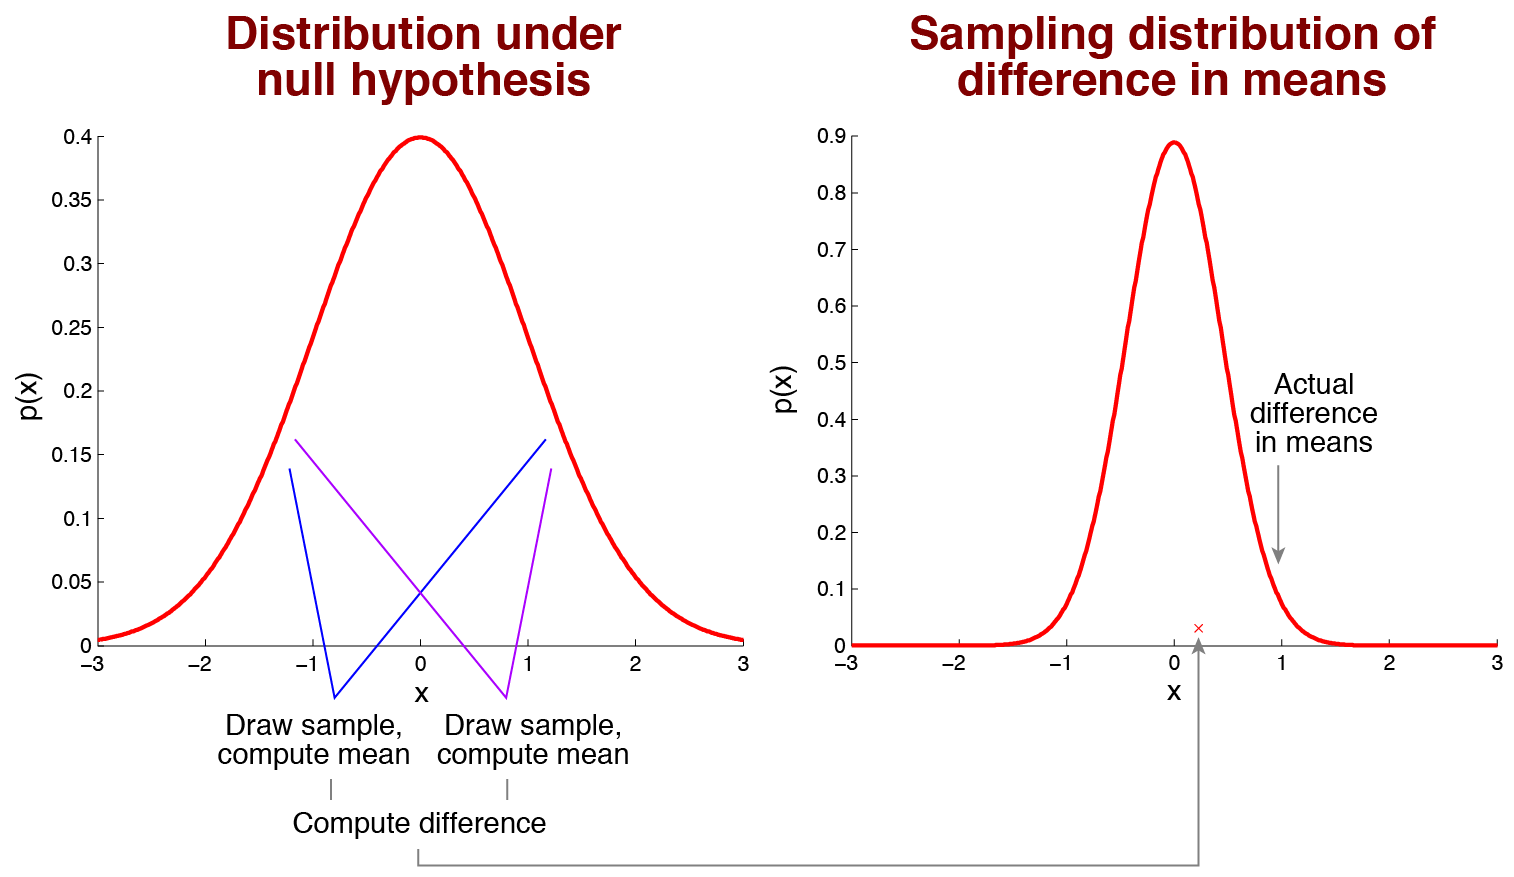 Distribution under
null hypothesis
0.4
0.35
0.3
0.25
0.2
0.15
0.1
0.05
0
p(x)
−3
−2
−1
0
1
2
3
x
Draw sample,
compute mean
Draw sample,
compute mean
Compute difference
Sampling distribution of
difference in means
0.9
0.8
0.7
0.6
0.5
0.4
0.3
0.2
0.1
0
p(x)
Actual
difference
in means
−3
−2
−1
0
1
2
3
x